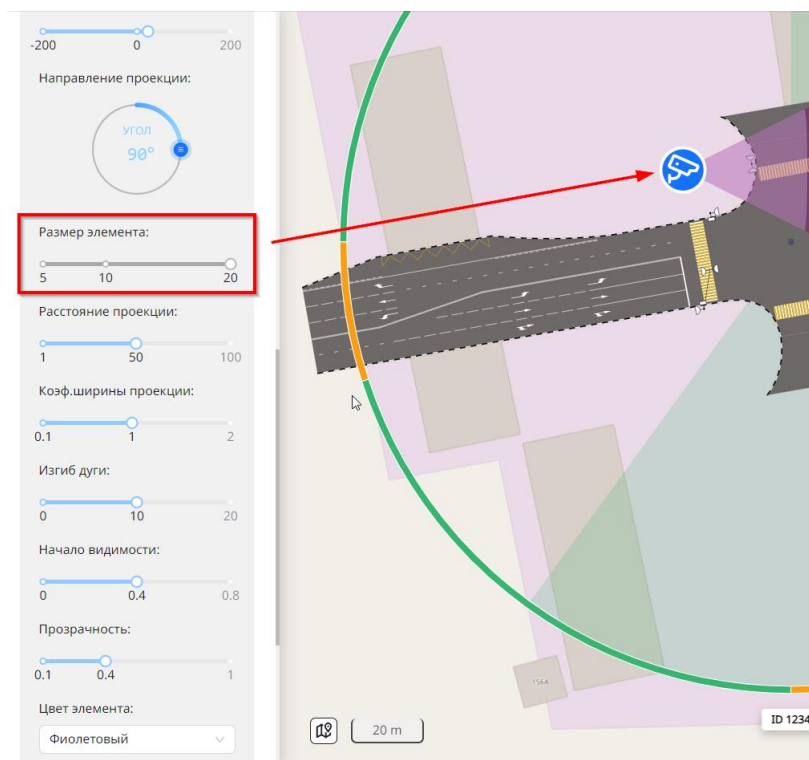 -200 0 200
Направление проекции:
УГОЛ
90°
Размер элемента:
5 10 20
Расстояние проекции:
1 50 100
Коэф.ширины проекции:
0.1 1 2
Изгиб дуги:
0 10 20
Начало видимости:
0 0.4 0.8
Прозрачность:
0.1 0.4 1
Цвет элемента:
Фиолетовый
1564
20 m
ID 1234